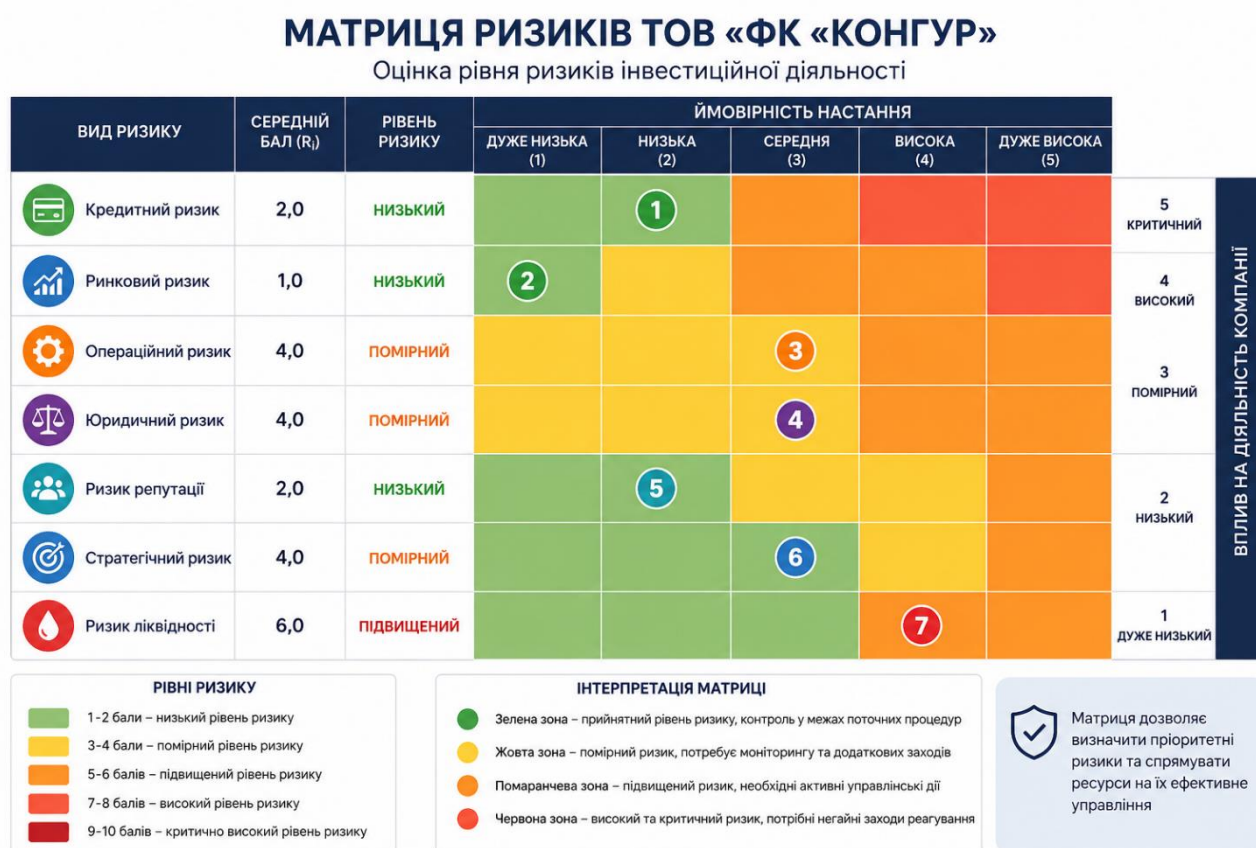 МАТРИЦЯ РИЗИКІВ ТОВ «ФК «КОНГУР»
Оцінка рівня ризиків інвестиційної діяльності
ВИД РИЗИКУ
СЕРЕДНІЙ
БАЛ (Rj)
РІВЕНЬ
РИЗИКУ
ЙМОВІРНІСТЬ НАСТАННЯ
ДУЖЕ НИЗЬКА
(1)
НИЗЬКА
(2)
СЕРЕДНЯ
(3)
ВИСОКА
(4)
ДУЖЕ ВИСОКА
(5)
Кредитний ризик 2,0 НИЗЬКИЙ 1
Ринковий ризик 1,0 НИЗЬКИЙ 2
Операційний ризик 4,0 ПОМІРНИЙ 3
Юридичний ризик 4,0 ПОМІРНИЙ 4
Ризик репутації 2,0 НИЗЬКИЙ 5
Стратегічний ризик 4,0 ПОМІРНИЙ 6
Ризик ліквідності 6,0 ПІДВИЩЕНИЙ 7
5
КРИТИЧНИЙ
4
ВИСОКИЙ
3
ПОМІРНИЙ
2
НИЗЬКИЙ
1
ДУЖЕ НИЗЬКИЙ
ВПЛИВ НА ДІЯЛЬНІСТЬ КОМПАНІЇ
РІВНІ РИЗИКУ
1-2 бали – низький рівень ризику
3-4 бали – помірний рівень ризику
5-6 балів – підвищений рівень ризику
7-8 балів – високий рівень ризику
9-10 балів – критично високий рівень ризику
ІНТЕРПРЕТАЦІЯ МАТРИЦІ
Зелена зона – прийнятний рівень ризику, контроль у межах поточних процедур
Жовта зона – помірний ризик, потребує моніторингу та додаткових заходів
Помаранчева зона – підвищений ризик, необхідні активні управлінські дії
Червона зона – високий та критичний ризик, потрібні негайні заходи реагування
Матриця дозволяє
визначити пріоритетні
ризики та спрямувати
ресурси на їх ефективне
управління